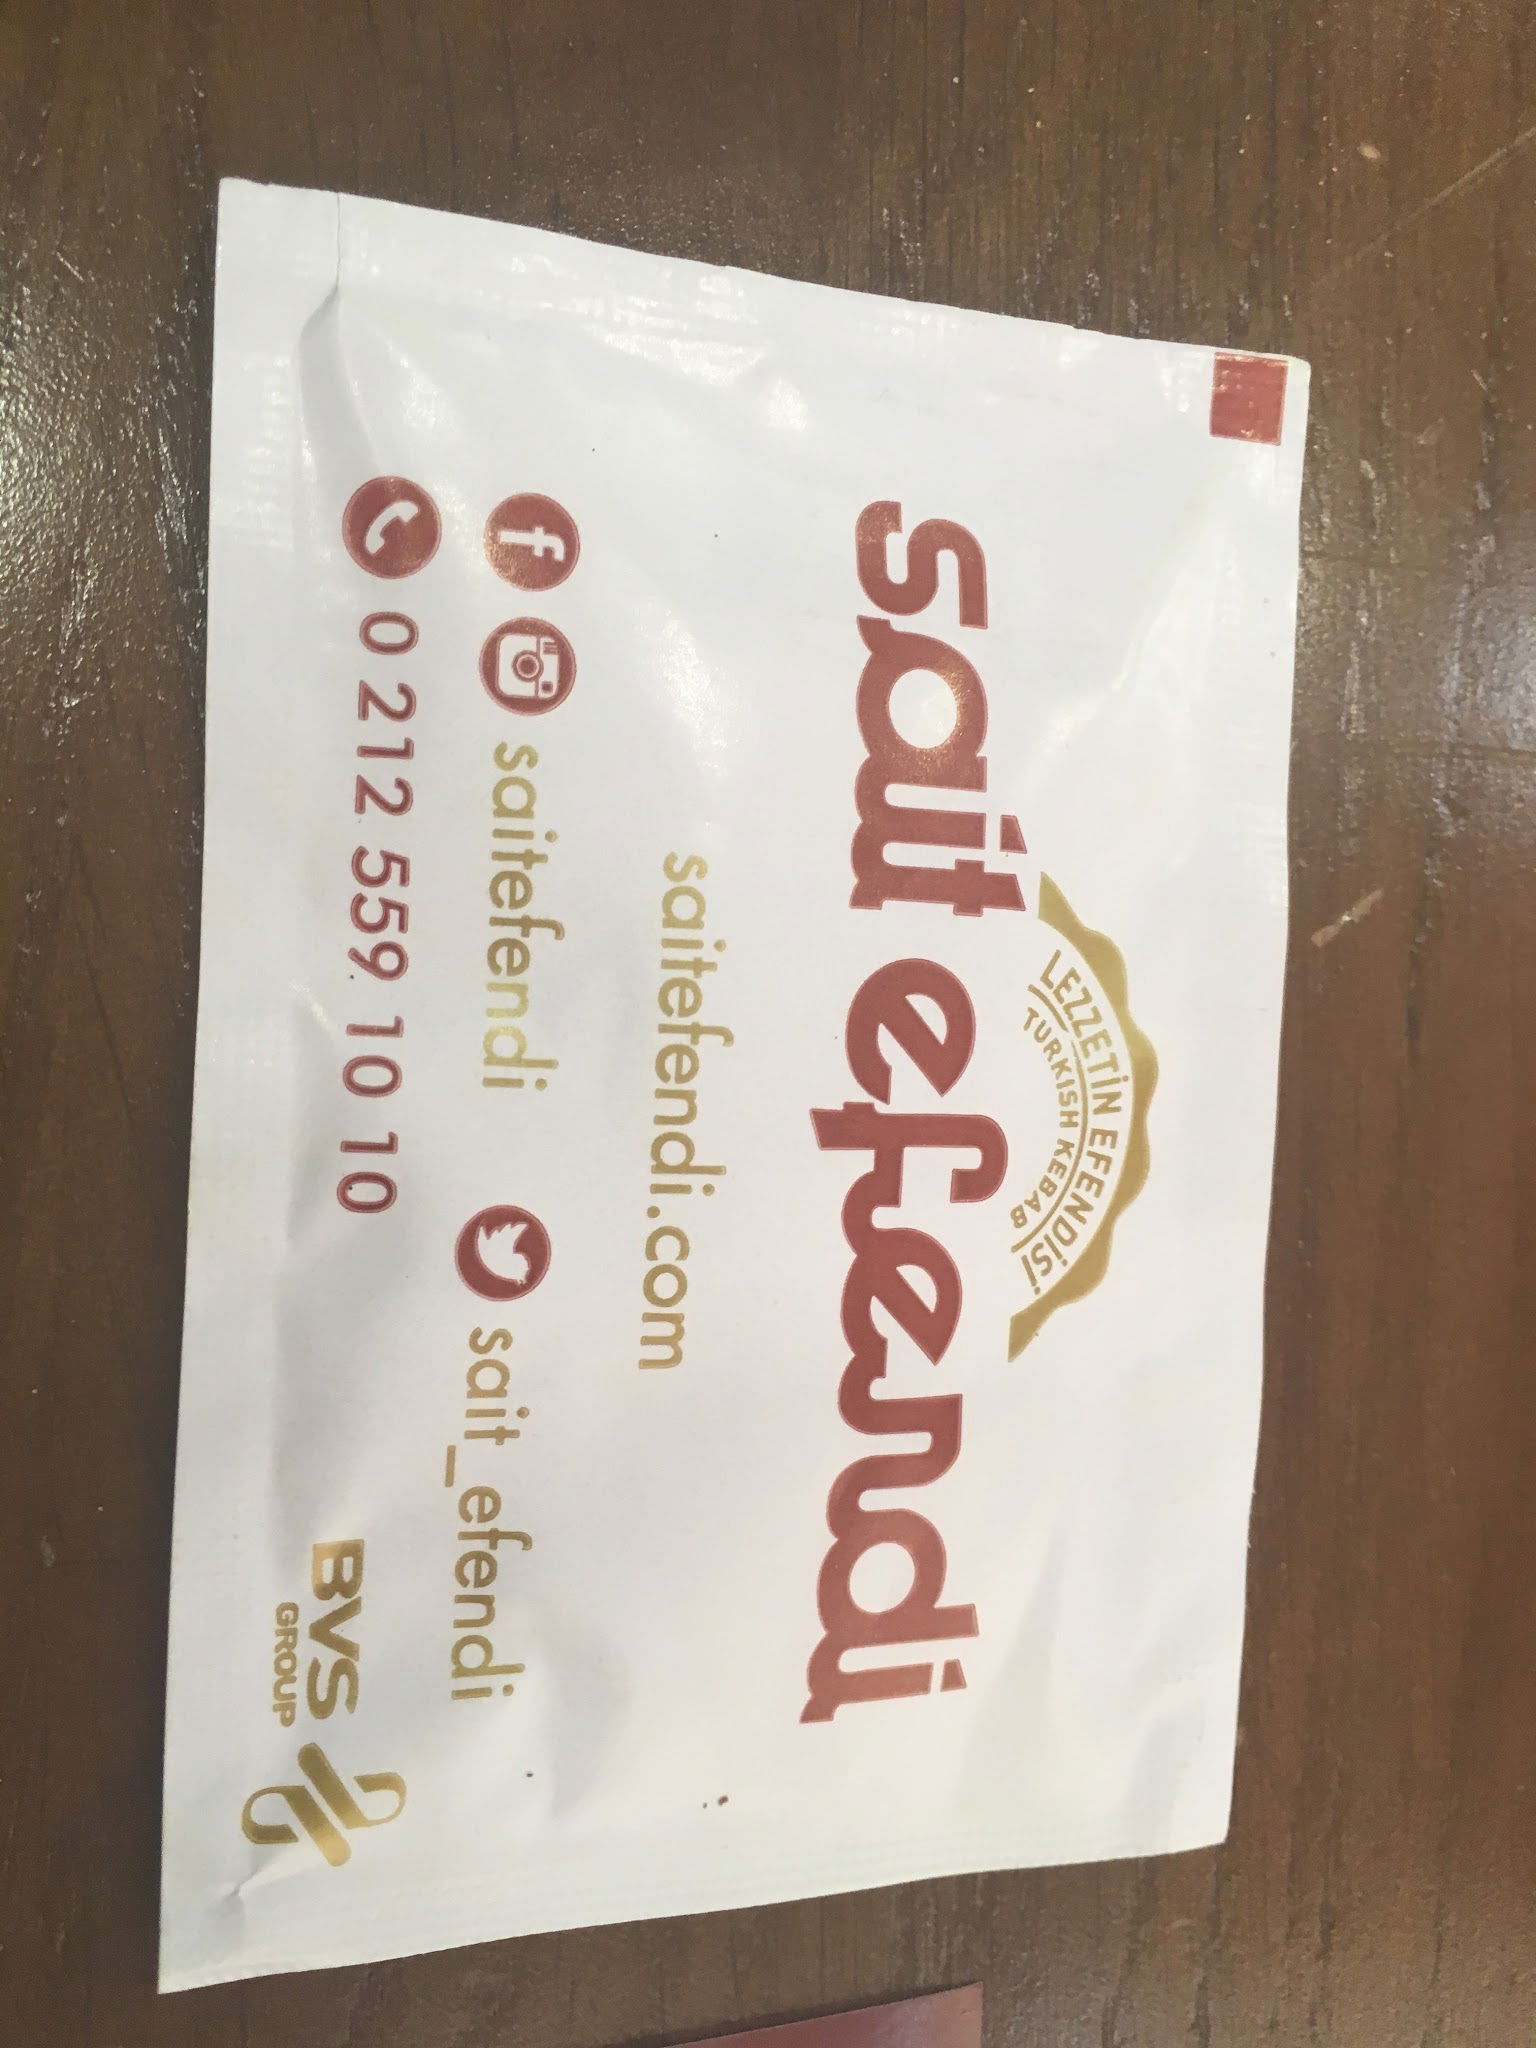 LEZZETİN EFENDİSİ
TURKISH KEBAB
sait efendi
saitefendi.com
saitefendi sait_efendi
0 212 559 10 10
BVS
GROUP